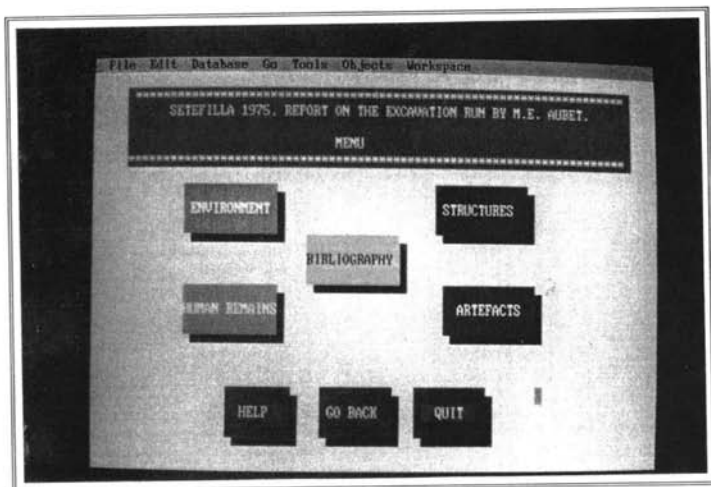 File Edit Database Go Tools Objects Workspace
SETEFILLA 1975. REPORT ON THE EXCAVATION RUN BY M.E. AUBET.
MENU
ENVIRONMENT
STRUCTURES
BIBLIOGRAPHY
HUMAN REMAINS
ARTEFACTS
HELP
GO BACK
QUIT